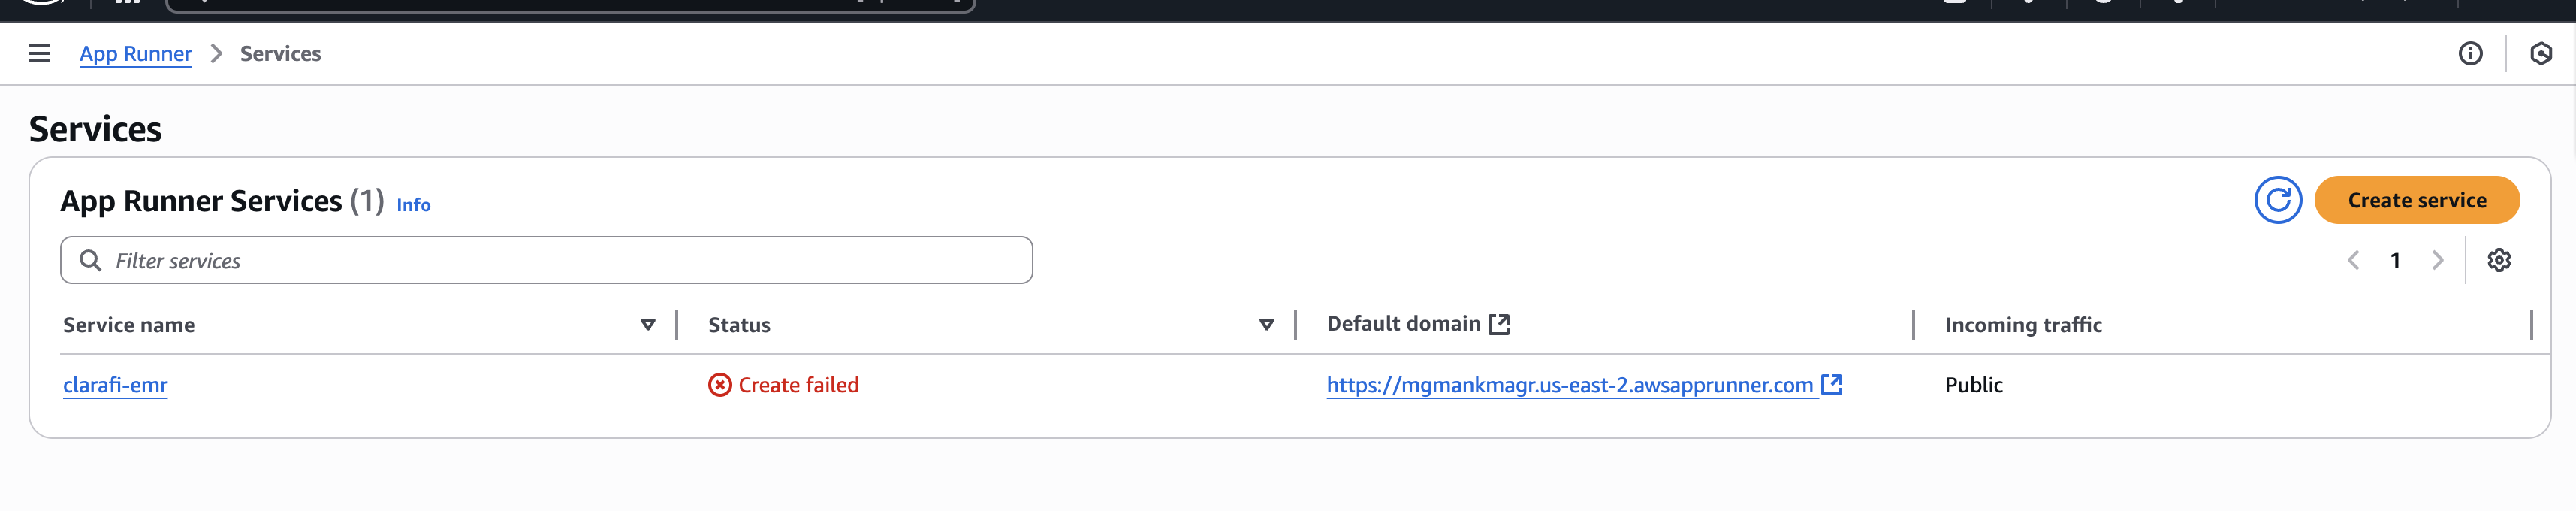 App Runner > Services
Services
App Runner Services (1) Info
Create service
Filter services
1
Service name Status Default domain Incoming traffic
clarafi-emr Create failed https://mgmankmagr.us-east-2.awsapprunner.com Public